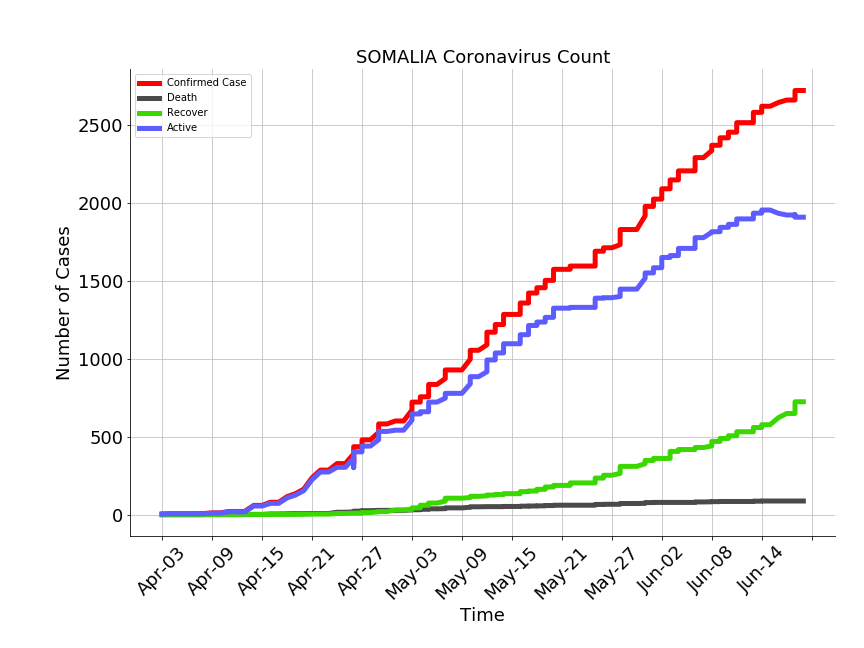 SOMALIA Coronavirus Count
Confirmed Case
Death
Recover
Active
Number of Cases
2500
2000
1500
1000
500
0
Apr-03
Apr-09
Apr-15
Apr-21
Apr-27
May-03
May-09
May-15
May-21
May-27
Jun-02
Jun-08
Jun-14
Time